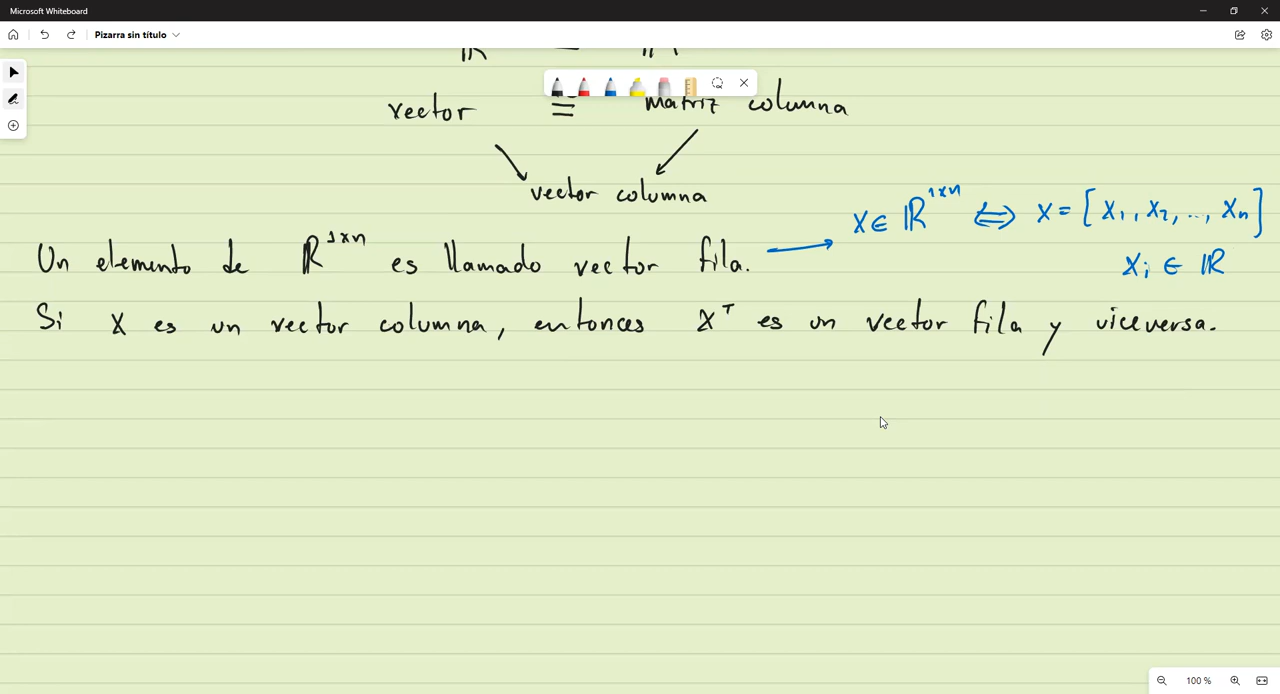 Microsoft Whiteboard
Pizarra sin título
vector ≡ matriz columna
vector columna
x ∈ ℝ^{1×n} ⟺ x = [x₁, x₂, ..., xₙ]
Un elemento de ℝ^{1×n} es llamado vector fila. →
xᵢ ∈ ℝ
Si x es un vector columna, entonces xᵀ es un vector fila y viceversa.
100 %